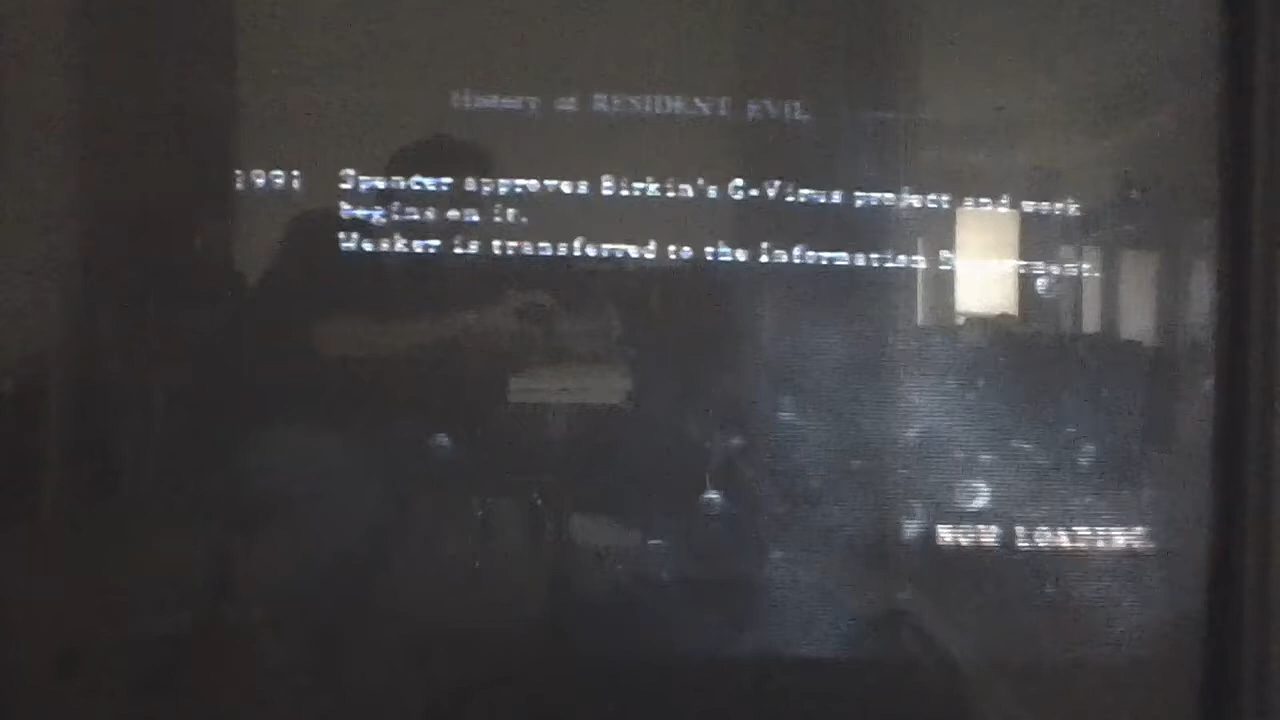 History of RESIDENT EVIL
1991 Spencer approves Birkin's G-Virus project and work
begins on it.
Wesker is transferred to the Information Department.
NOW LOADING